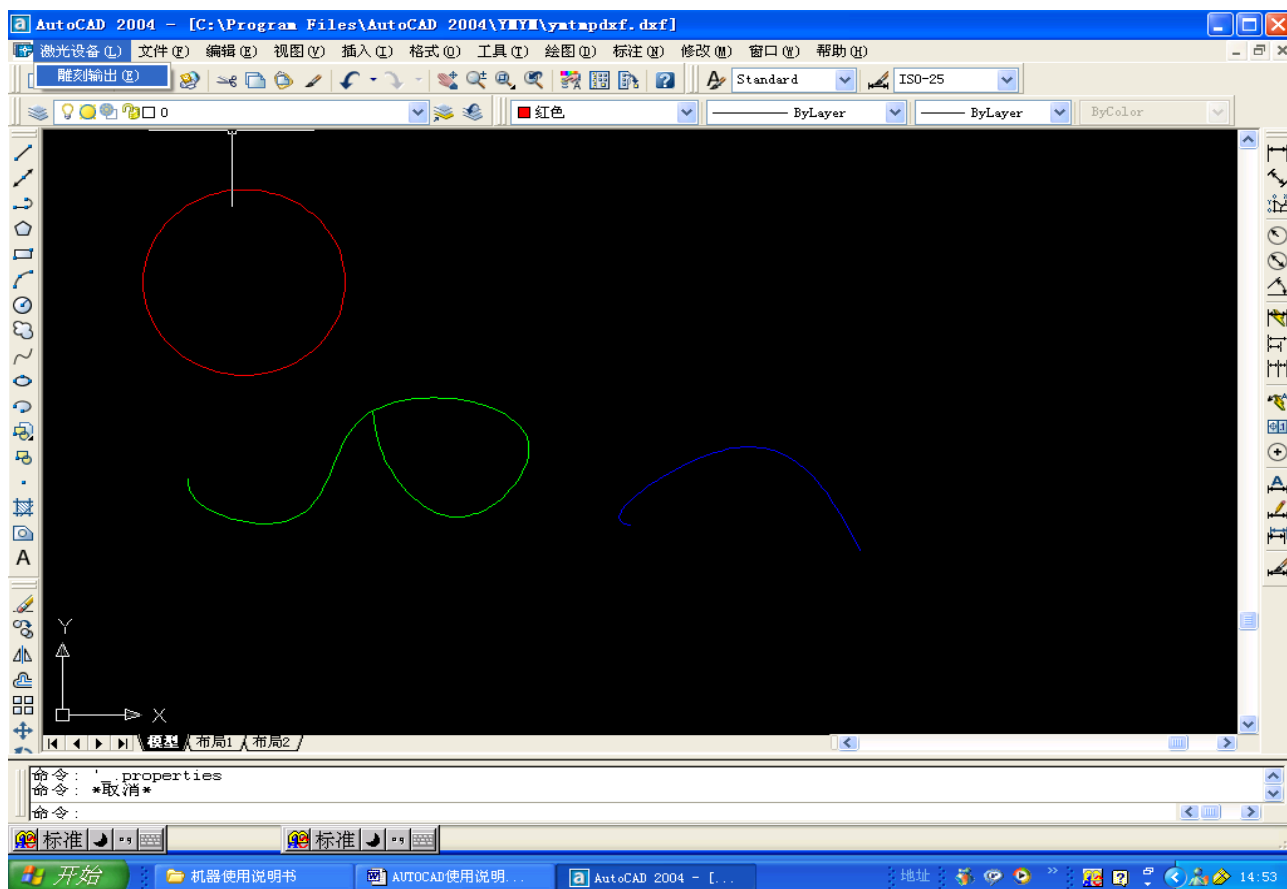 AutoCAD 2004 - [C:\Program Files\AutoCAD 2004\YMYM\ymtmpdxf.dxf]
激光设备(L) 文件(F) 编辑(E) 视图(V) 插入(I) 格式(O) 工具(T) 绘图(D) 标注(N) 修改(M) 窗口(W) 帮助(H)
雕刻输出(E) Standard ISO-25
0 红色 ByLayer ByLayer ByColor
A
Y
X
模型 布局1 布局2
命令: '_.properties
命令: *取消*
命令:
标准 标准
开始 机器使用说明书 AUTOCAD使用说明... AutoCAD 2004 - [... 地址 14:53